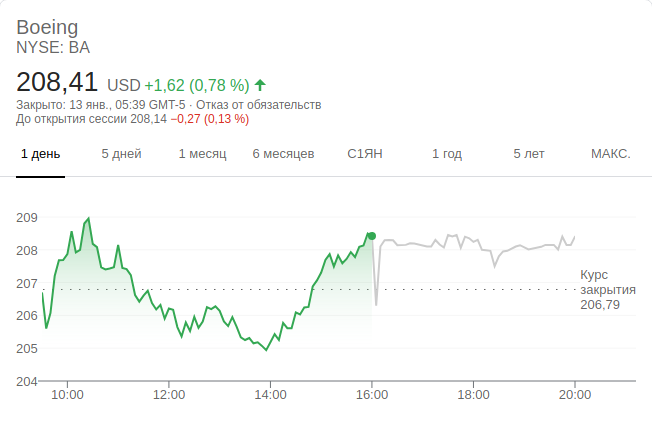 Boeing
NYSE: BA
208,41 USD +1,62 (0,78 %)
Закрыто: 13 янв., 05:39 GMT-5 · Отказ от обязательств
До открытия сессии 208,14 −0,27 (0,13 %)
1 день 5 дней 1 месяц 6 месяцев С1ЯН 1 год 5 лет МАКС.
209
208
207
206
205
204
Курс
закрытия
206,79
10:00 12:00 14:00 16:00 18:00 20:00